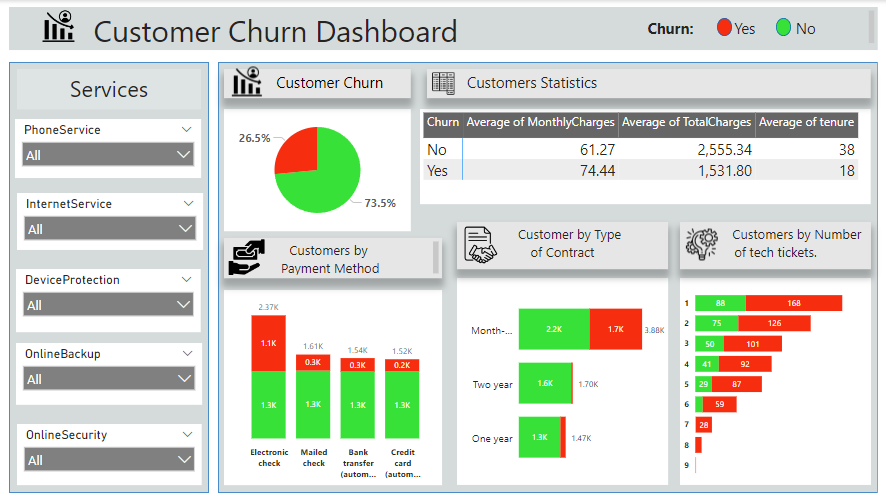 Customer Churn Dashboard
Churn: Yes No
Services
PhoneService
All
InternetService
All
DeviceProtection
All
OnlineBackup
All
OnlineSecurity
All
Customer Churn
26.5%
73.5%
Customers Statistics
Churn Average of MonthlyCharges Average of TotalCharges Average of tenure
No 61.27 2,555.34 38
Yes 74.44 1,531.80 18
Customers by
Payment Method
2.37K
1.61K
1.54K
1.52K
1.1K
0.3K
0.3K
0.2K
1.3K
1.3K
1.3K
1.3K
Electronic
check
Mailed
check
Bank
transfer
(autom...
Credit
card
(autom...
Customer by Type
of Contract
Month-... 2.2K 1.7K 3.88K
Two year 1.6K 1.70K
One year 1.3K 1.47K
Customers by Number
of tech tickets.
1 88 168
2 75 126
3 50 101
4 41 92
5 29 87
6 59
7 28
8
9